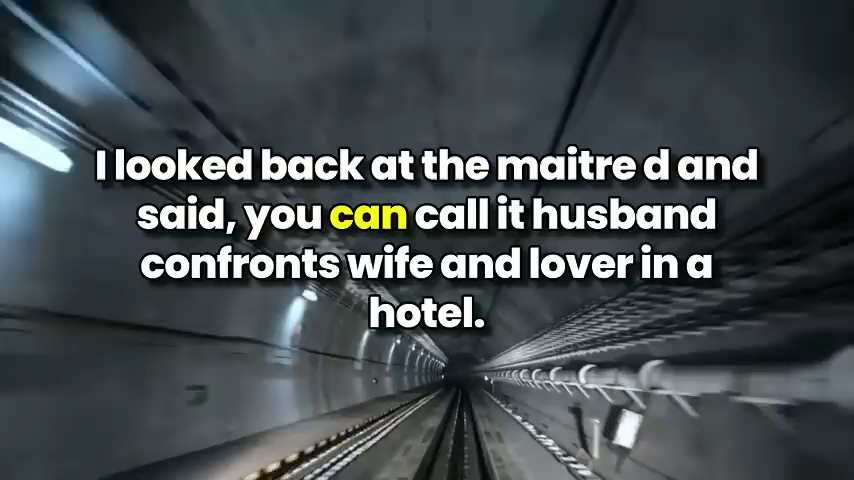 I looked back at the maitre d and
said, you can call it husband
confronts wife and lover in a
hotel.